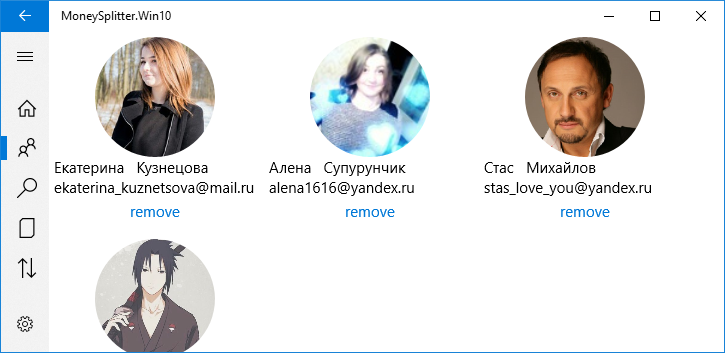 MoneySplitter.Win10
Екатерина Кузнецова
ekaterina_kuznetsova@mail.ru
remove
Алена Супурунчик
alena1616@yandex.ru
remove
Стас Михайлов
stas_love_you@yandex.ru
remove